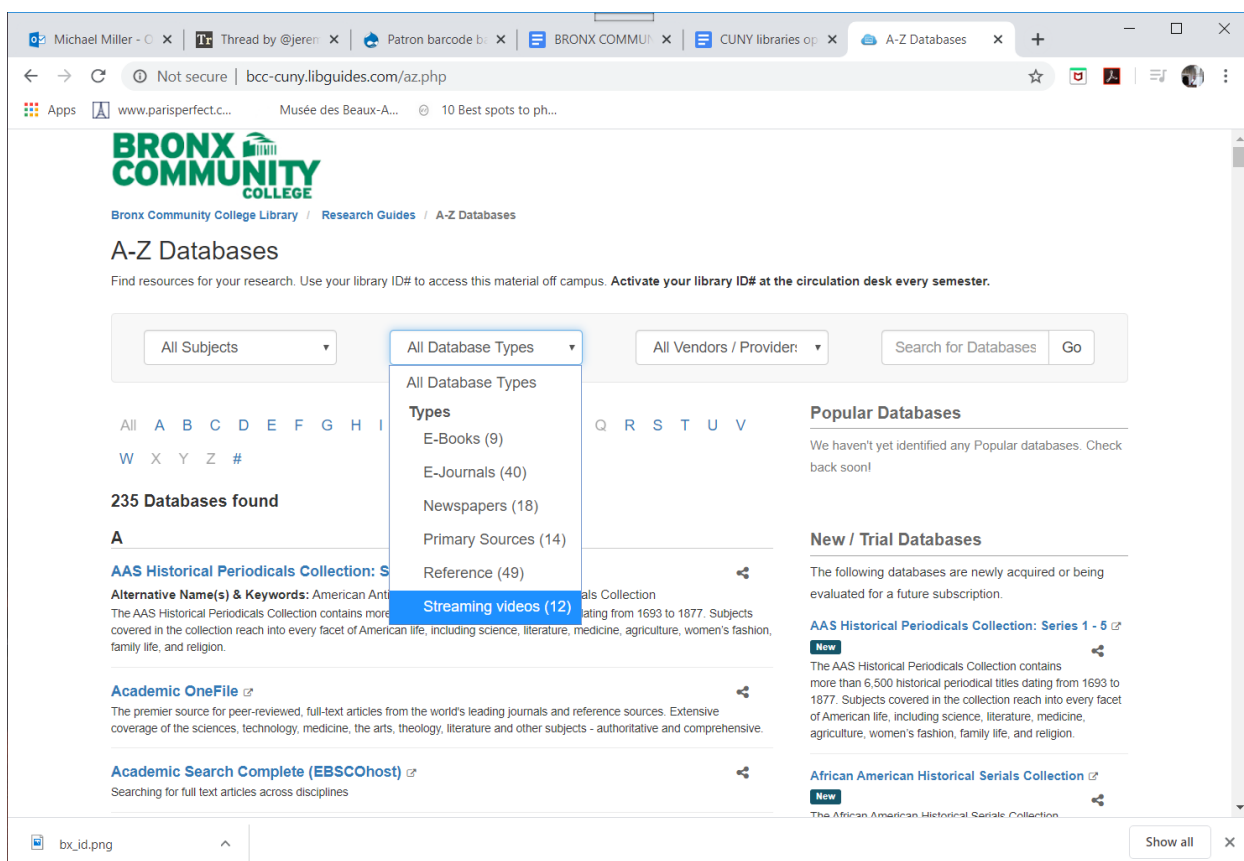 Michael Miller - O
Thread by @jerem
Patron barcode ba
BRONX COMMUN
CUNY libraries op
A-Z Databases
Not secure | bcc-cuny.libguides.com/az.php
Apps
www.parisperfect.c...
Musée des Beaux-A...
10 Best spots to ph...
BRONX
COMMUNITY
COLLEGE
Bronx Community College Library / Research Guides / A-Z Databases
A-Z Databases
Find resources for your research. Use your library ID# to access this material off campus. Activate your library ID# at the circulation desk every semester.
All Subjects
All Database Types
All Vendors / Providers
Search for Databases
Go
All Database Types
Types
E-Books (9)
E-Journals (40)
Newspapers (18)
Primary Sources (14)
Reference (49)
Streaming videos (12)
All A B C D E F G H I Q R S T U V
W X Y Z #
235 Databases found
A
AAS Historical Periodicals Collection: S
Alternative Name(s) & Keywords: American Anti als Collection
The AAS Historical Periodicals Collection contains more lating from 1693 to 1877. Subjects
covered in the collection reach into every facet of American life, including science, literature, medicine, agriculture, women's fashion,
family life, and religion.
Academic OneFile
The premier source for peer-reviewed, full-text articles from the world's leading journals and reference sources. Extensive
coverage of the sciences, technology, medicine, the arts, theology, literature and other subjects - authoritative and comprehensive.
Academic Search Complete (EBSCOhost)
Searching for full text articles across disciplines
Popular Databases
We haven't yet identified any Popular databases. Check
back soon!
New / Trial Databases
The following databases are newly acquired or being
evaluated for a future subscription.
AAS Historical Periodicals Collection: Series 1 - 5
New
The AAS Historical Periodicals Collection contains
more than 6,500 historical periodical titles dating from 1693 to
1877. Subjects covered in the collection reach into every facet
of American life, including science, literature, medicine,
agriculture, women's fashion, family life, and religion.
African American Historical Serials Collection
New
The African American Historical Serials Collection
bx_id.png
Show all